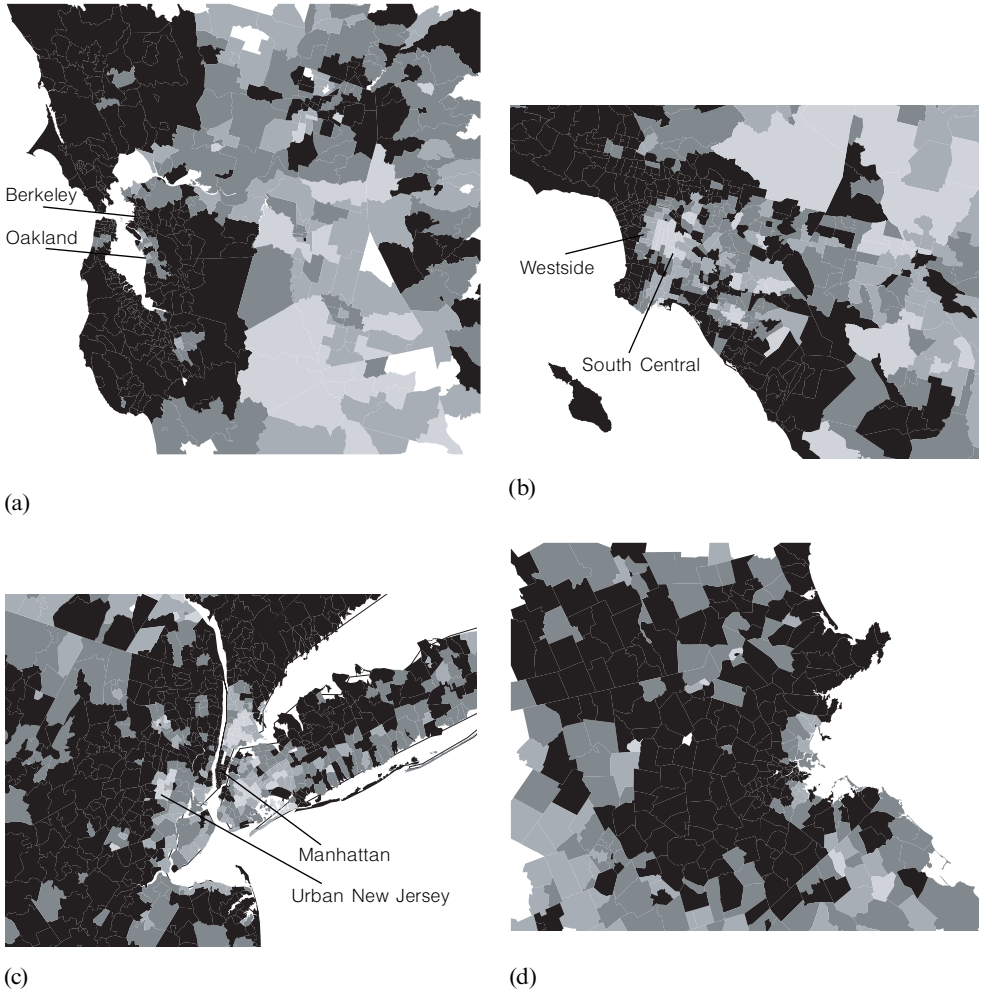 Berkeley
Oakland
(a)
Westside
South Central
(b)
Manhattan
Urban New Jersey
(c)
(d)